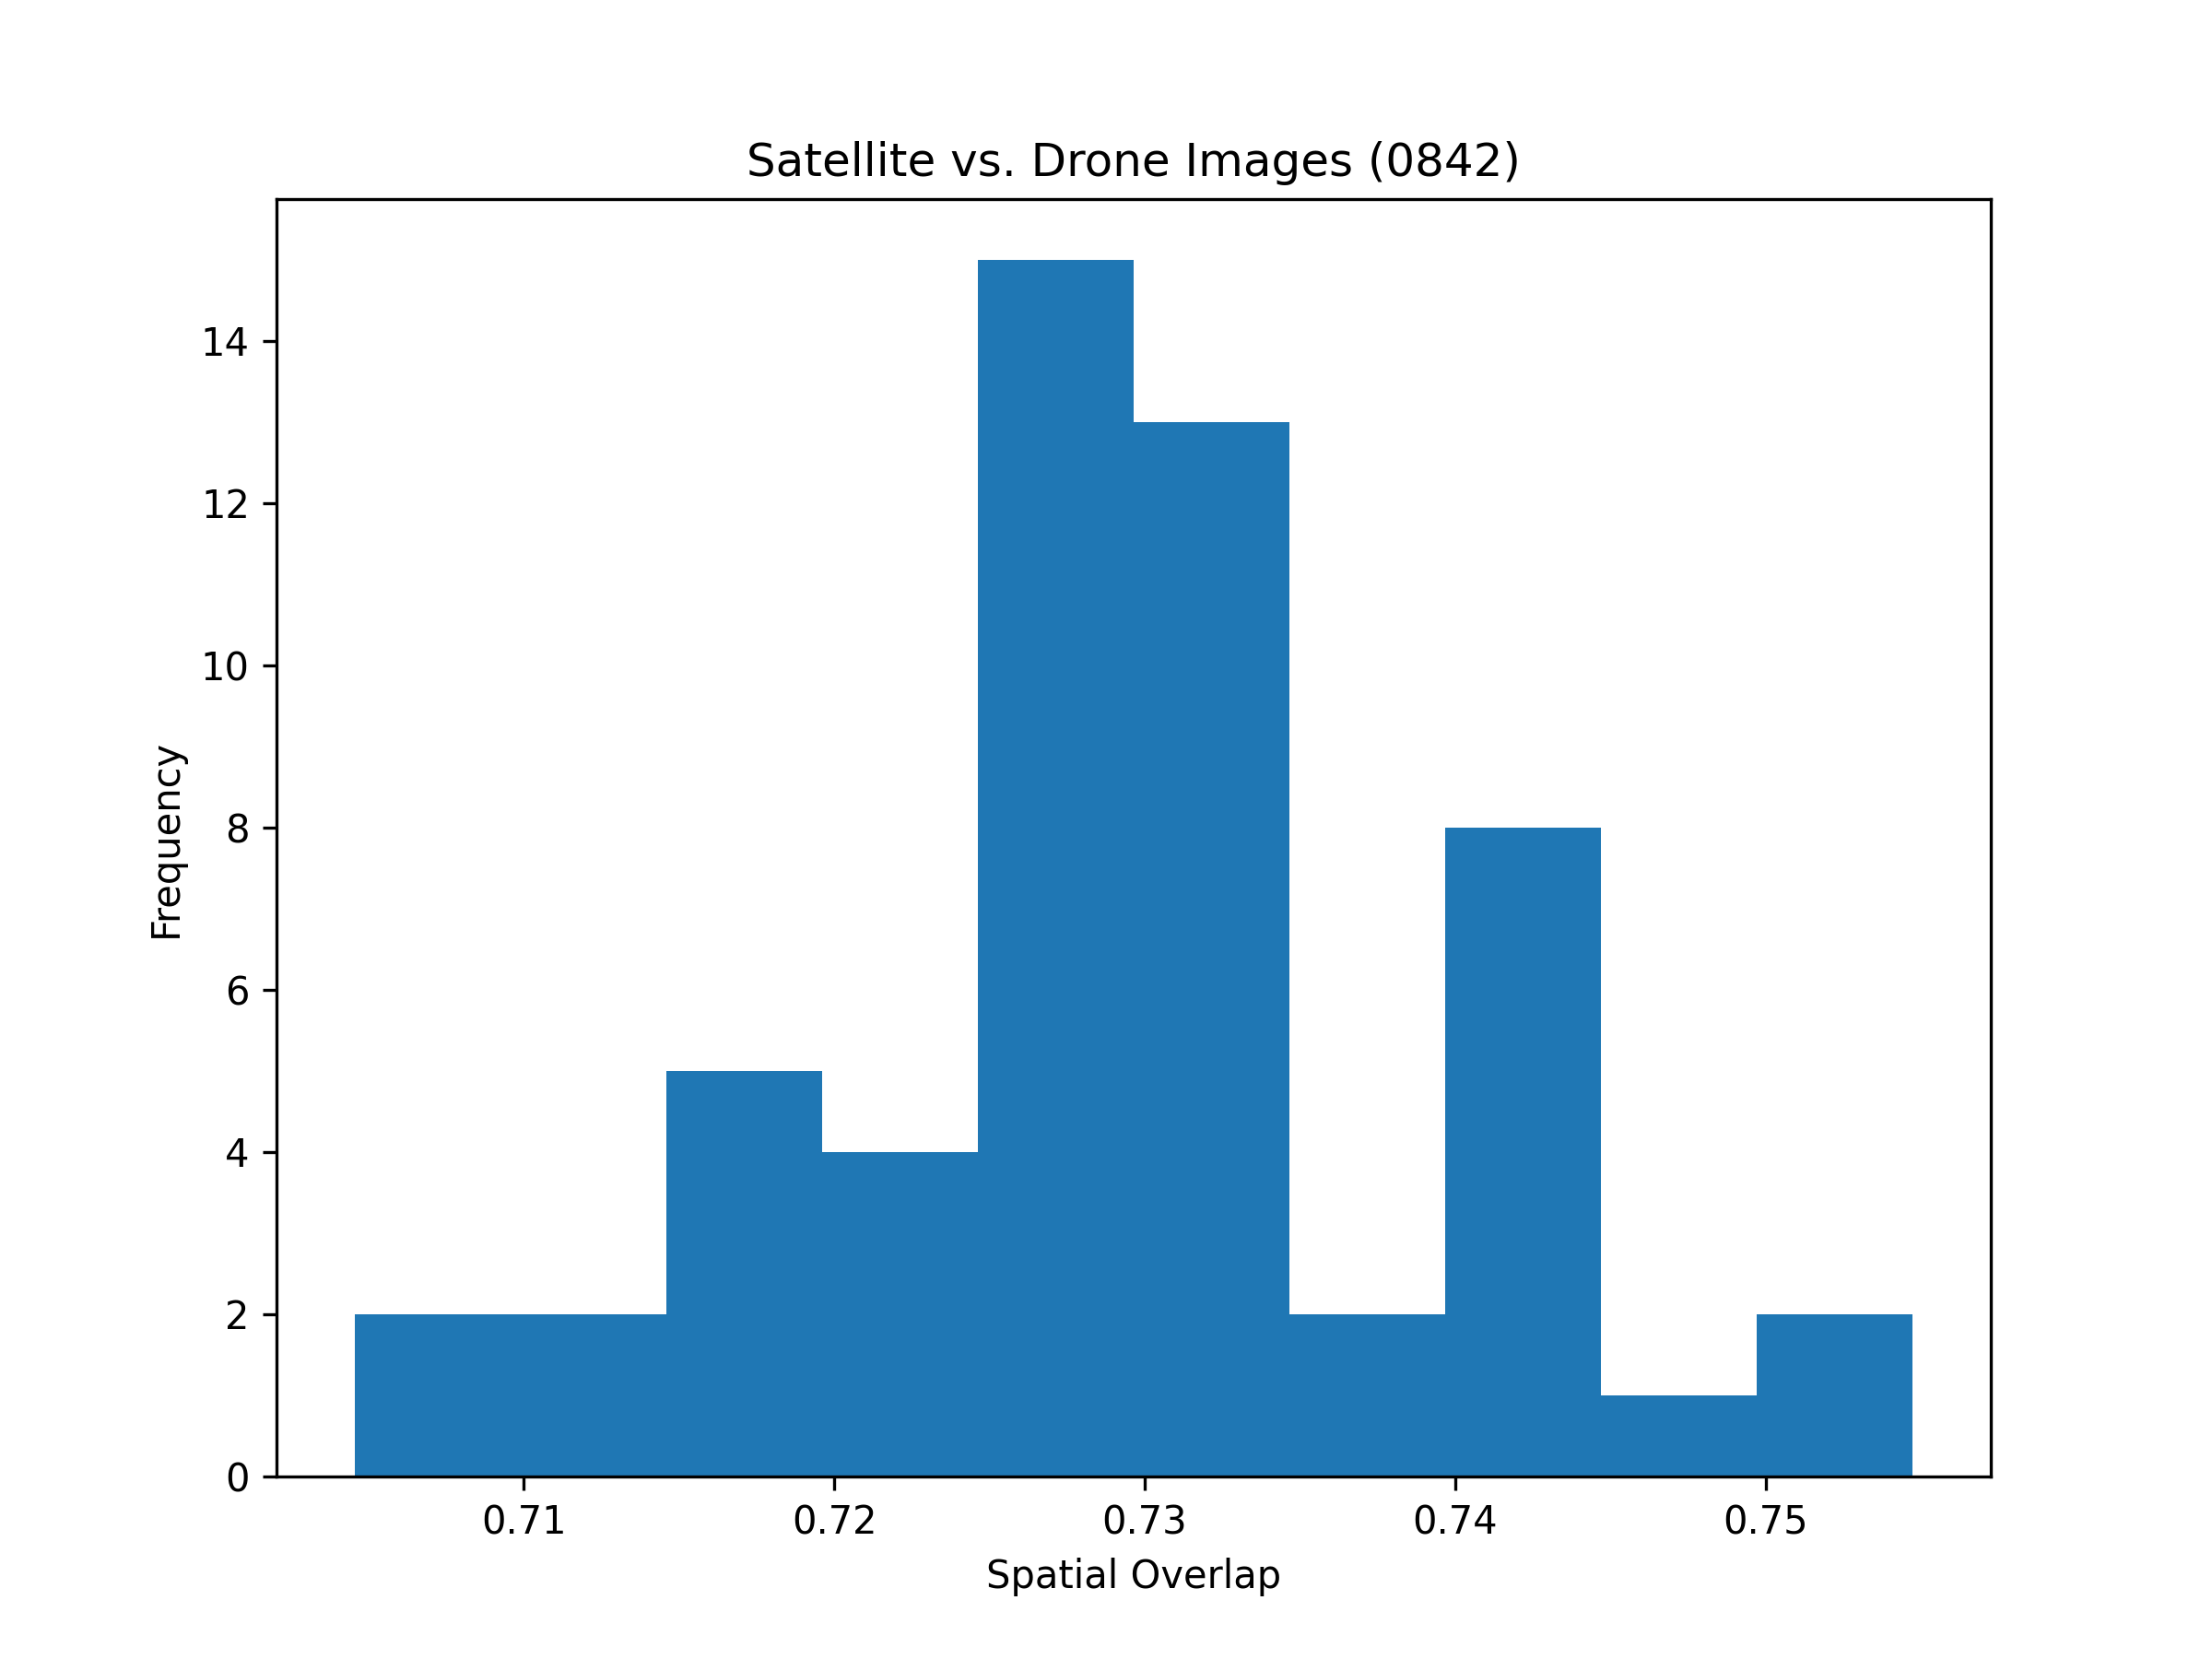 Satellite vs. Drone Images (0842)
Frequency
14
12
10
8
6
4
2
0
0.71 0.72 0.73 0.74 0.75
Spatial Overlap